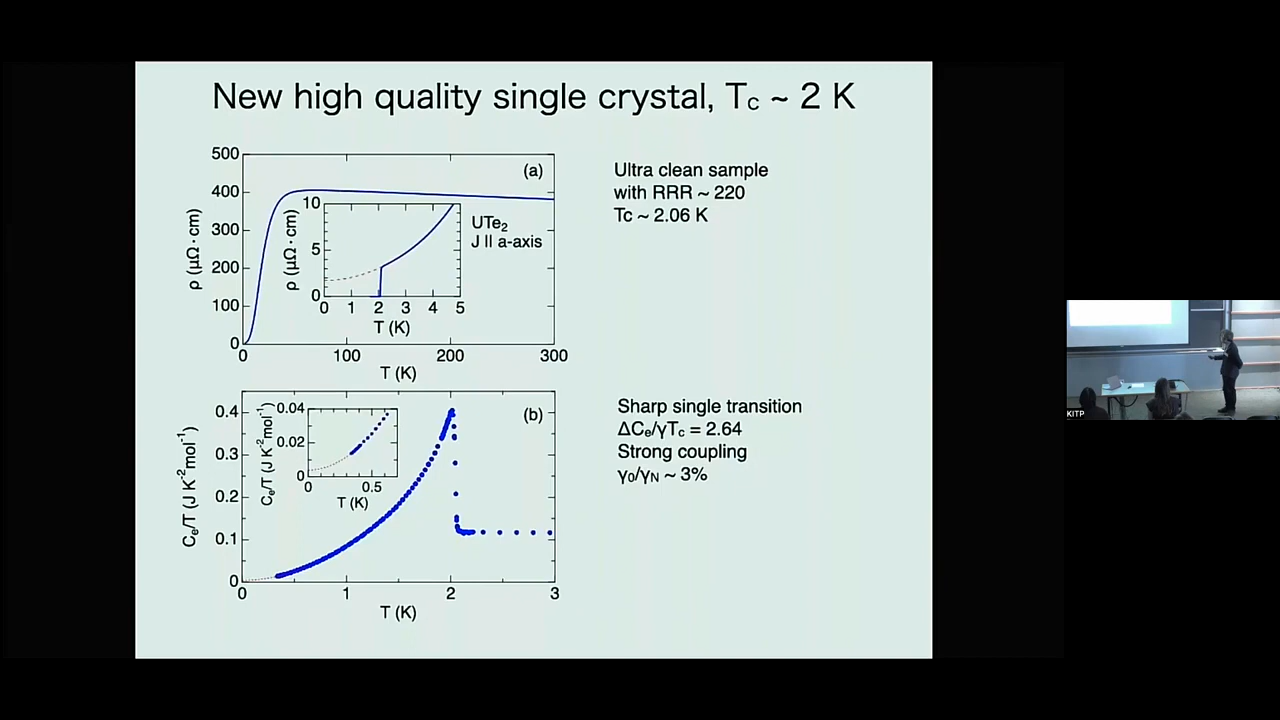 New high quality single crystal, Tc ~ 2 K
500
400
300
200
100
0
ρ (μΩ · cm)
(a)
10
5
0
ρ (μΩ · cm)
0 1 2 3 4 5
T (K)
UTe2
J II a-axis
0 100 200 300
T (K)
Ultra clean sample
with RRR ~ 220
Tc ~ 2.06 K
0.4
0.3
0.2
0.1
0
Ce/T (J K-2mol-1)
(b)
0.04
0.02
0
Ce/T (J K-2mol-1)
0 0.5
T (K)
0 1 2 3
T (K)
Sharp single transition
ΔCe/γTc = 2.64
Strong coupling
γ0/γN ~ 3%
KITP